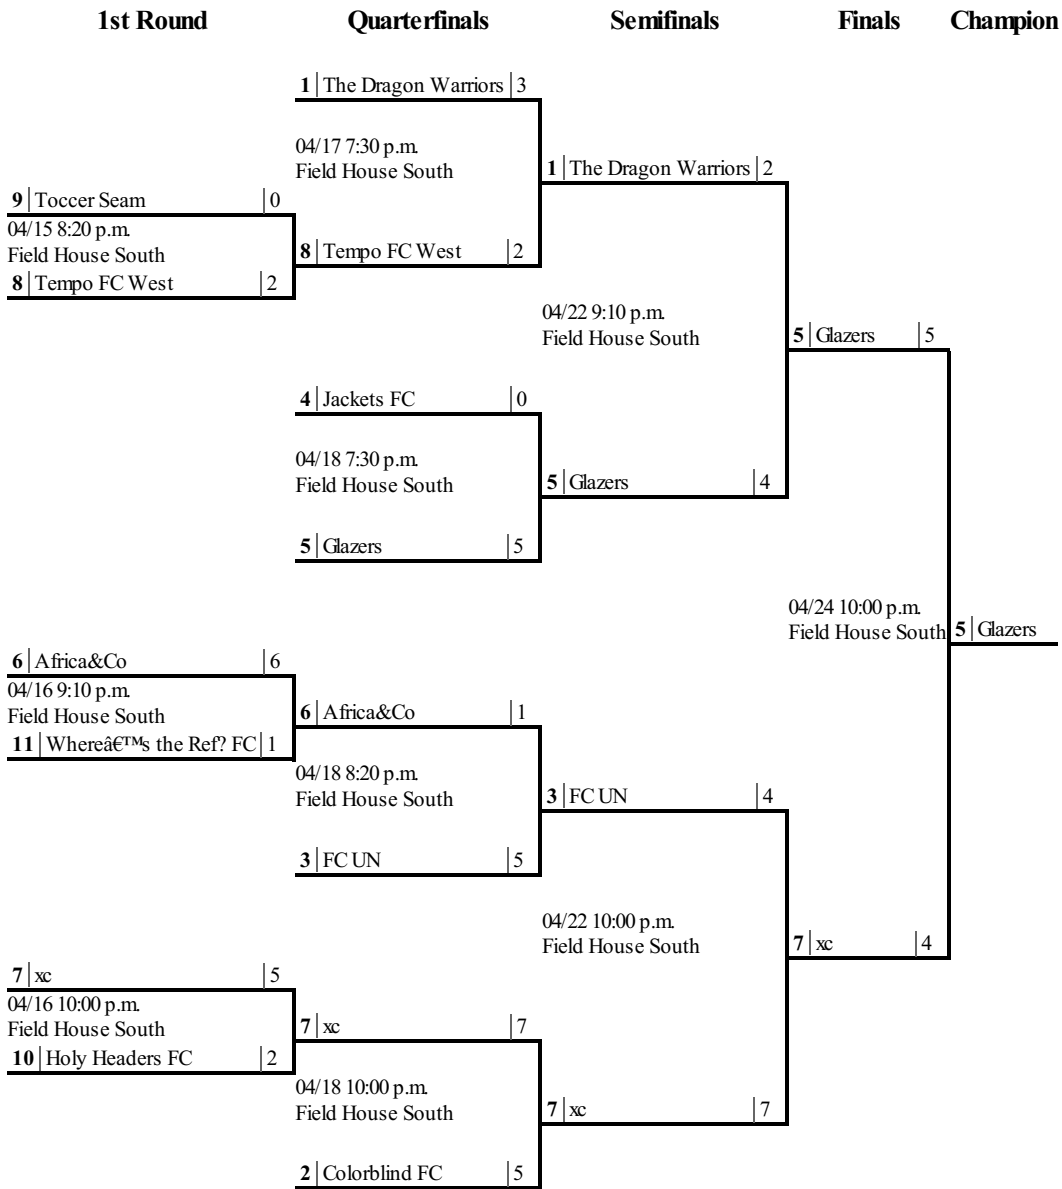 1st Round Quarterfinals Semifinals Finals Champion
1 The Dragon Warriors 3
04/17 7:30 p.m.
Field House South
1 The Dragon Warriors 2
9 Toccer Seam 0
04/15 8:20 p.m.
Field House South
8 Tempo FC West 2
8 Tempo FC West 2
04/22 9:10 p.m.
Field House South
5 Glazers 5
4 Jackets FC 0
04/18 7:30 p.m.
Field House South
5 Glazers 4
5 Glazers 5
04/24 10:00 p.m.
Field House South
5 Glazers
6 Africa&Co 6
04/16 9:10 p.m.
Field House South
11 Whereâ€™s the Ref? FC 1
6 Africa&Co 1
04/18 8:20 p.m.
Field House South
3 FC UN 4
3 FC UN 5
04/22 10:00 p.m.
Field House South
7 xc 4
7 xc 5
04/16 10:00 p.m.
Field House South
10 Holy Headers FC 2
7 xc 7
04/18 10:00 p.m.
Field House South
7 xc 7
2 Colorblind FC 5